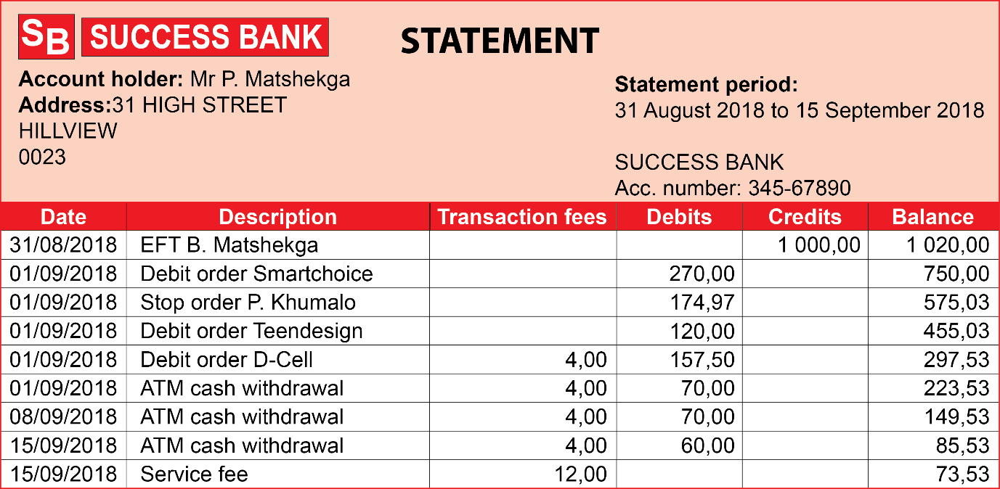 SB SUCCESS BANK
STATEMENT
Account holder: Mr P. Matshekga
Address:31 HIGH STREET
HILLVIEW
0023
Statement period:
31 August 2018 to 15 September 2018
SUCCESS BANK
Acc. number: 345-67890
Date Description Transaction fees Debits Credits Balance
31/08/2018 EFT B. Matshekga 1 000,00 1 020,00
01/09/2018 Debit order Smartchoice 270,00 750,00
01/09/2018 Stop order P. Khumalo 174,97 575,03
01/09/2018 Debit order Teendesign 120,00 455,03
01/09/2018 Debit order D-Cell 4,00 157,50 297,53
01/09/2018 ATM cash withdrawal 4,00 70,00 223,53
08/09/2018 ATM cash withdrawal 4,00 70,00 149,53
15/09/2018 ATM cash withdrawal 4,00 60,00 85,53
15/09/2018 Service fee 12,00 73,53